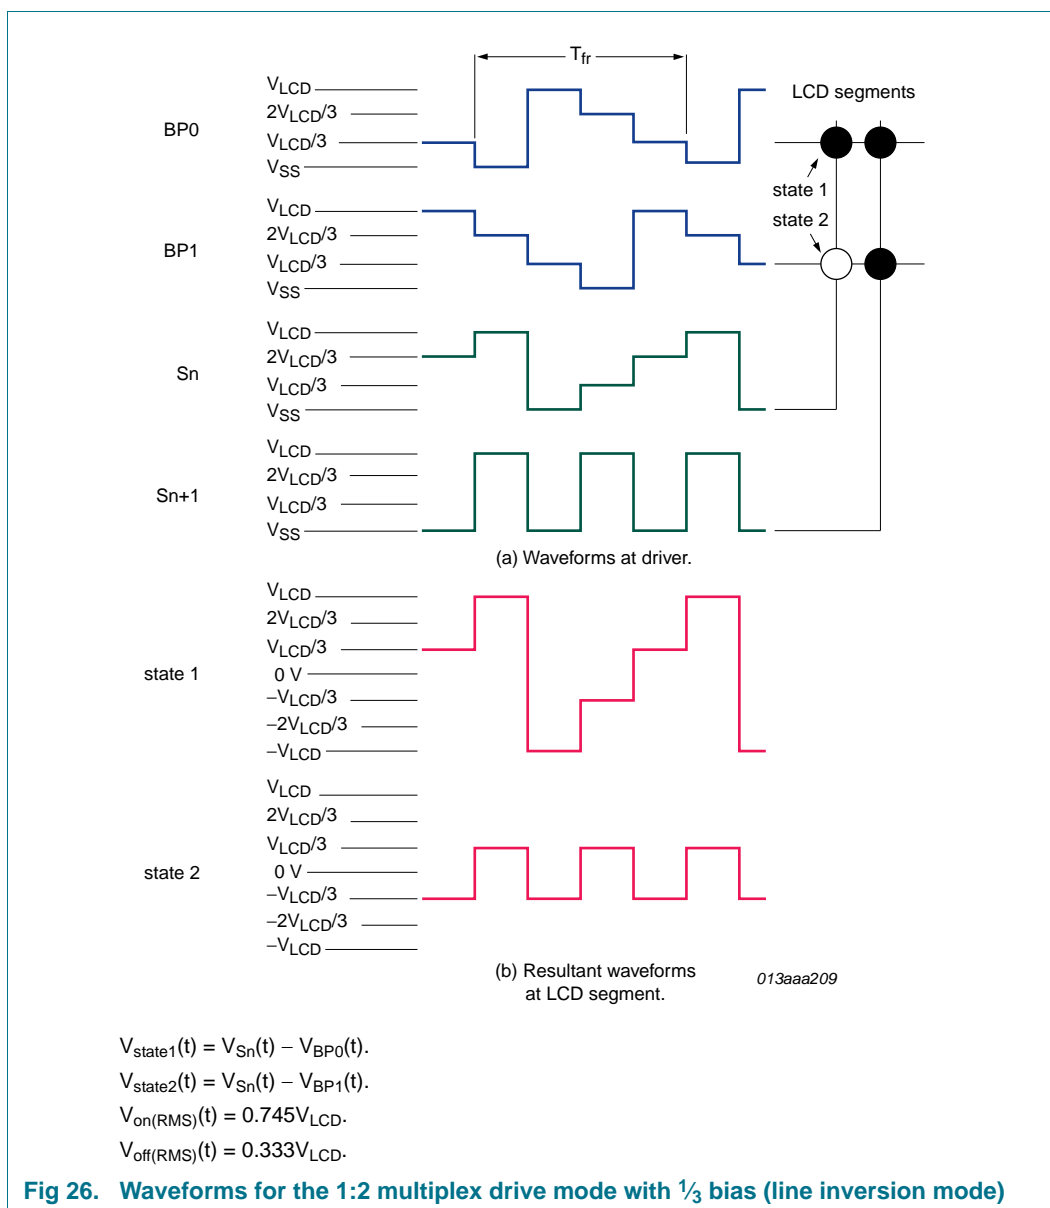 T_fr
V_LCD
2V_LCD/3
V_LCD/3
V_SS
BP0
LCD segments
state 1
state 2
V_LCD
2V_LCD/3
V_LCD/3
V_SS
BP1
V_LCD
2V_LCD/3
V_LCD/3
V_SS
Sn
V_LCD
2V_LCD/3
V_LCD/3
V_SS
Sn+1
(a) Waveforms at driver.
V_LCD
2V_LCD/3
V_LCD/3
0 V
−V_LCD/3
−2V_LCD/3
−V_LCD
state 1
V_LCD
2V_LCD/3
V_LCD/3
0 V
−V_LCD/3
−2V_LCD/3
−V_LCD
state 2
(b) Resultant waveforms
at LCD segment.
013aaa209
V_state1(t) = V_Sn(t) − V_BP0(t).
V_state2(t) = V_Sn(t) − V_BP1(t).
V_on(RMS)(t) = 0.745V_LCD.
V_off(RMS)(t) = 0.333V_LCD.
Fig 26. Waveforms for the 1:2 multiplex drive mode with 1⁄3 bias (line inversion mode)